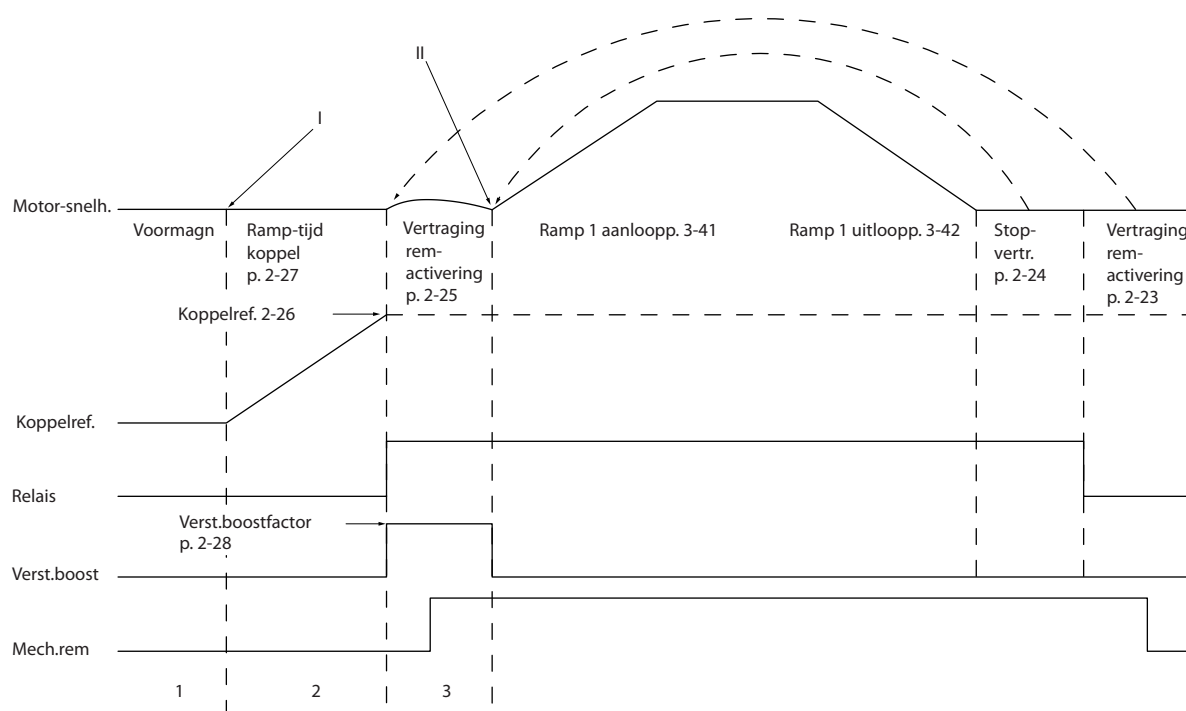 II
I
Motor-snelh.
Voormagn
Ramp-tijd
koppel
p. 2-27
Vertraging
rem-
activering
p. 2-25
Ramp 1 aanloopp. 3-41
Ramp 1 uitloopp. 3-42
Stop-
vertr.
p. 2-24
Vertraging
rem-
activering
p. 2-23
Koppelref. 2-26
Koppelref.
Relais
Verst.boostfactor
p. 2-28
Verst.boost
Mech.rem
1
2
3